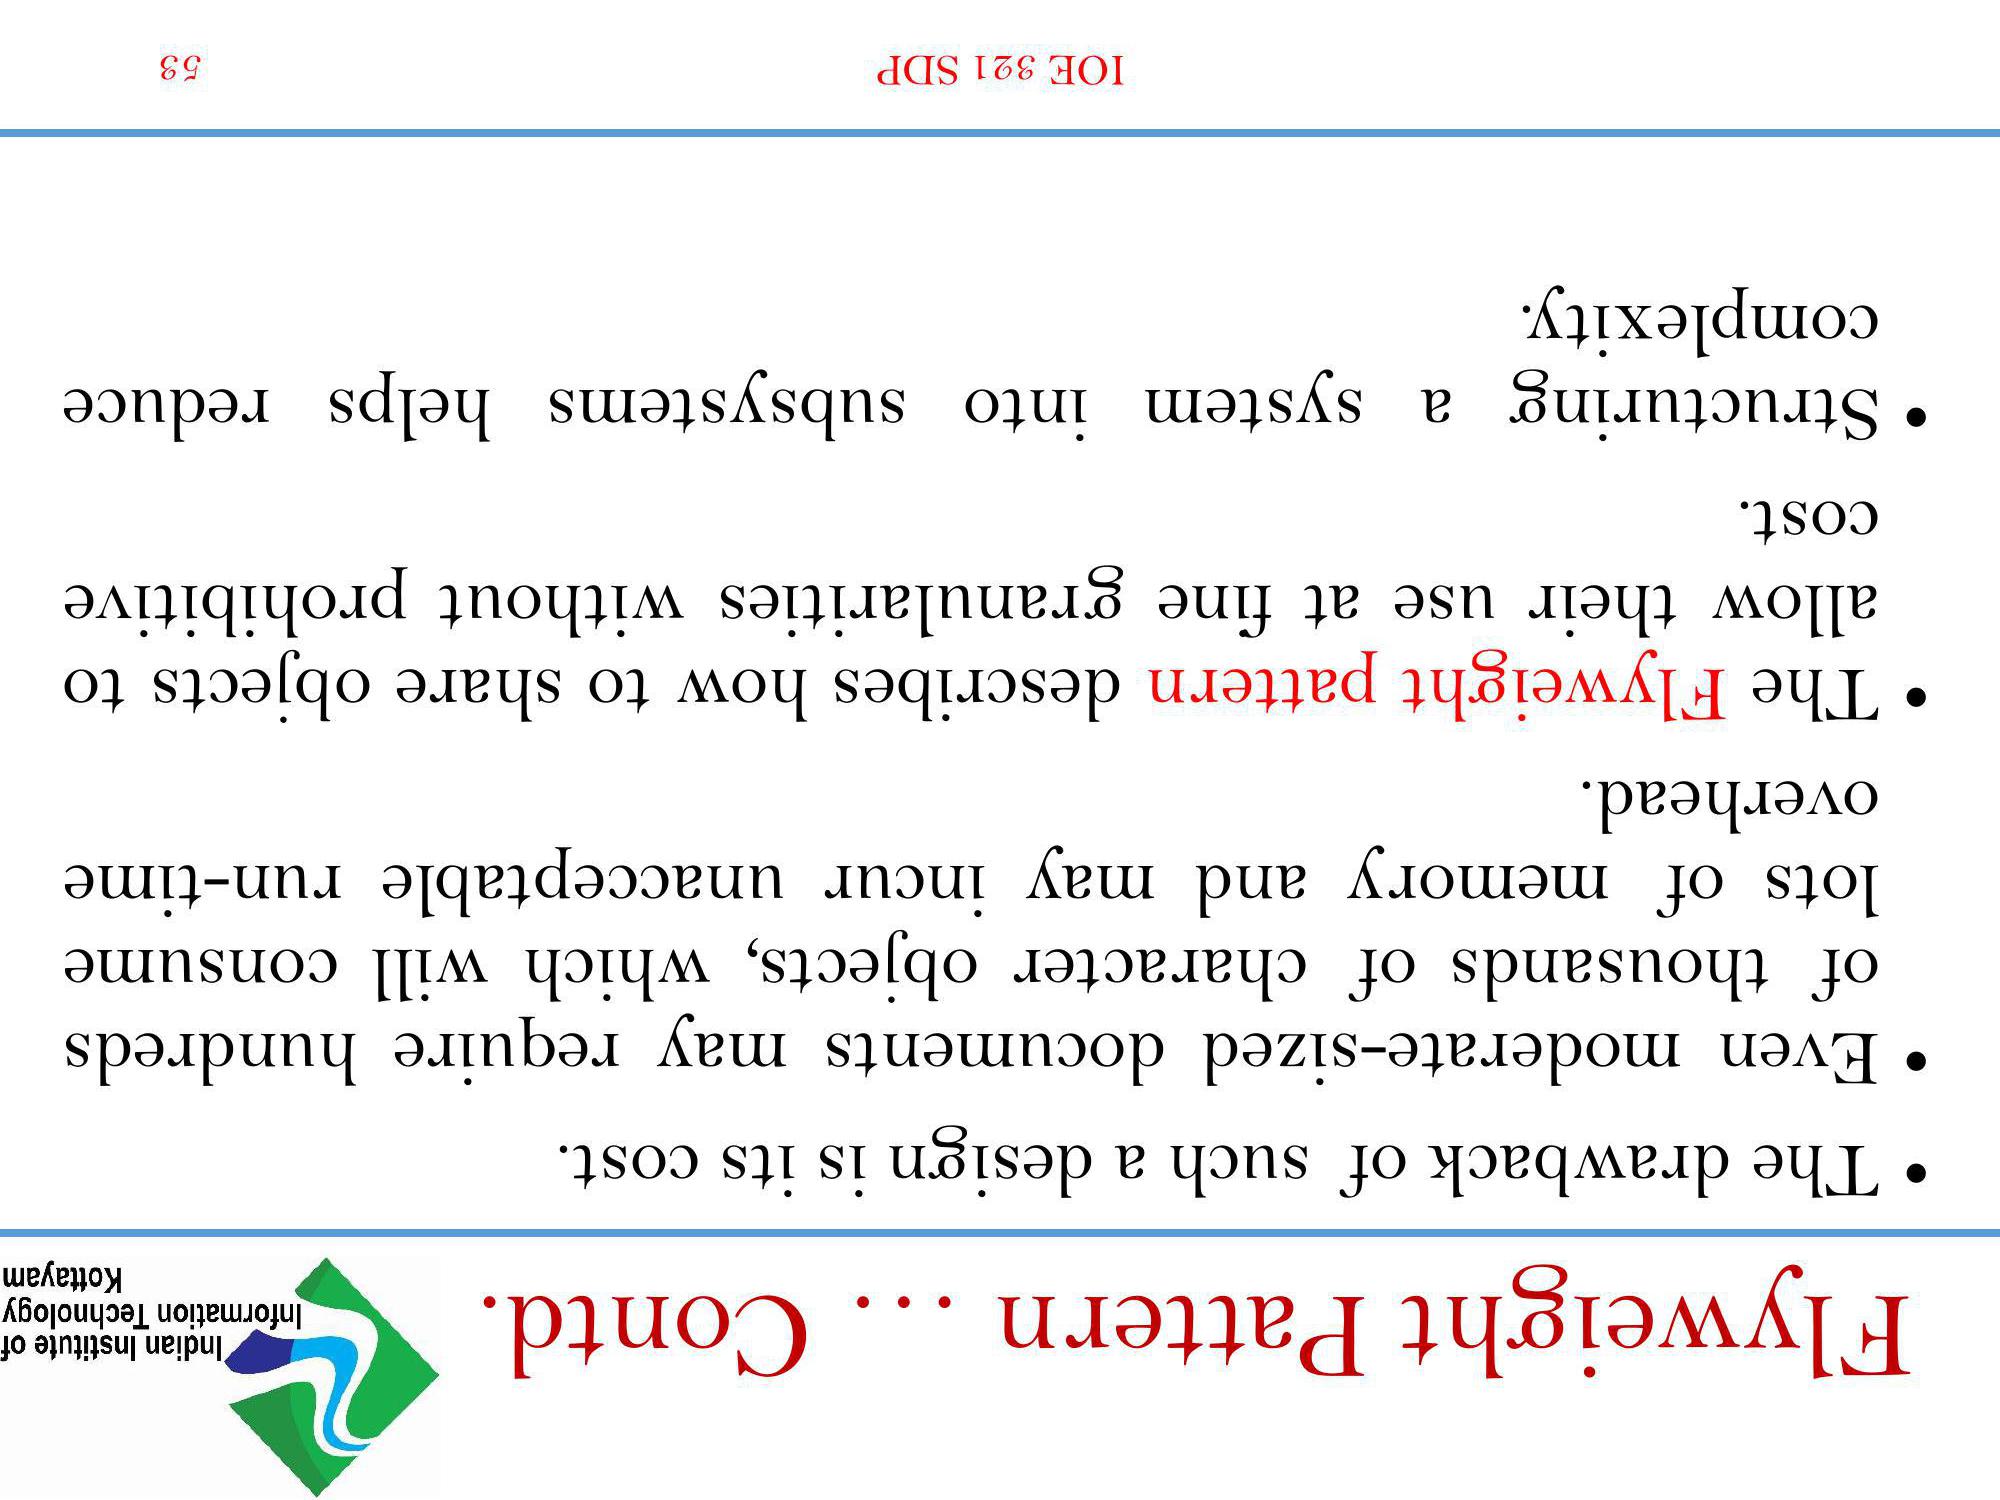 Flyweight Pattern … Contd.
Indian Institute of
Information Technology
Kottayam
• The drawback of such a design is its cost.
• Even moderate-sized documents may require hundreds
of thousands of character objects, which will consume
lots of memory and may incur unacceptable run-time
overhead.
• The Flyweight pattern describes how to share objects to
allow their use at fine granularities without prohibitive
cost.
• Structuring a system into subsystems helps reduce
complexity.
IOE 321 SDP
53